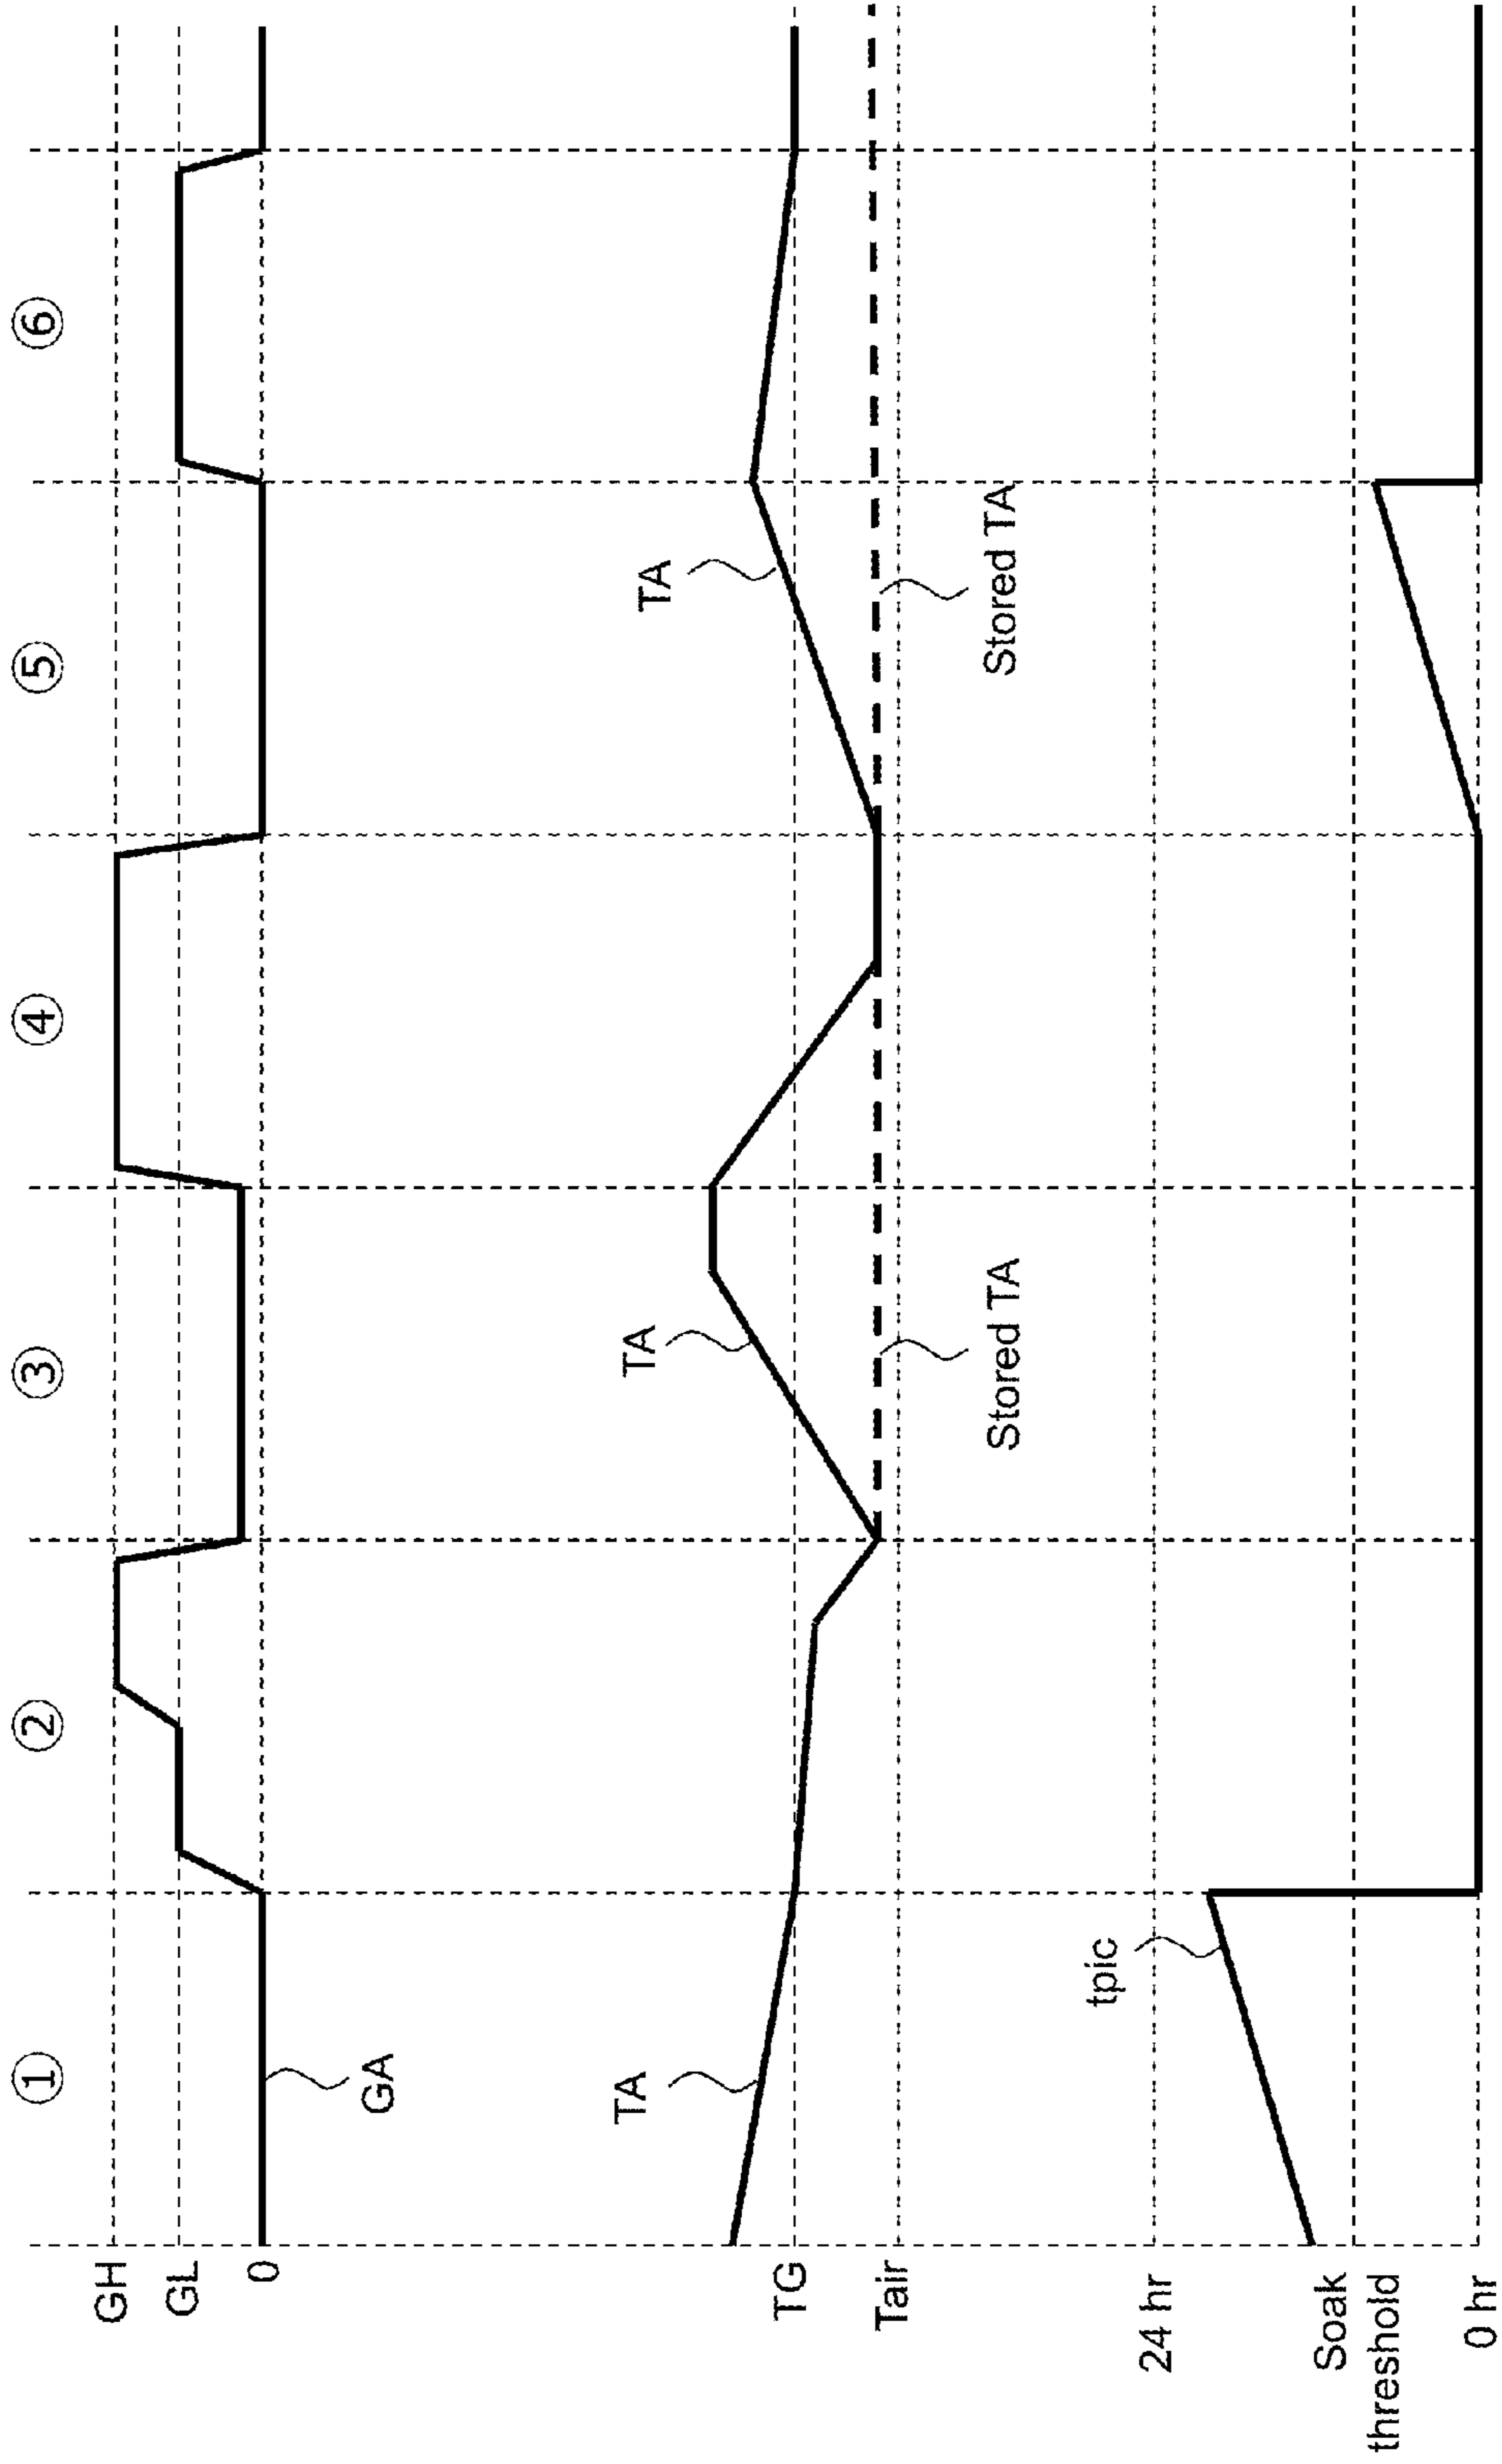 ①
②
③
④
⑤
⑥
GH
GL
0
GA
TG
Tair
TA
TA
TA
Stored TA
Stored TA
24 hr
Soak
threshold
0 hr
tpic